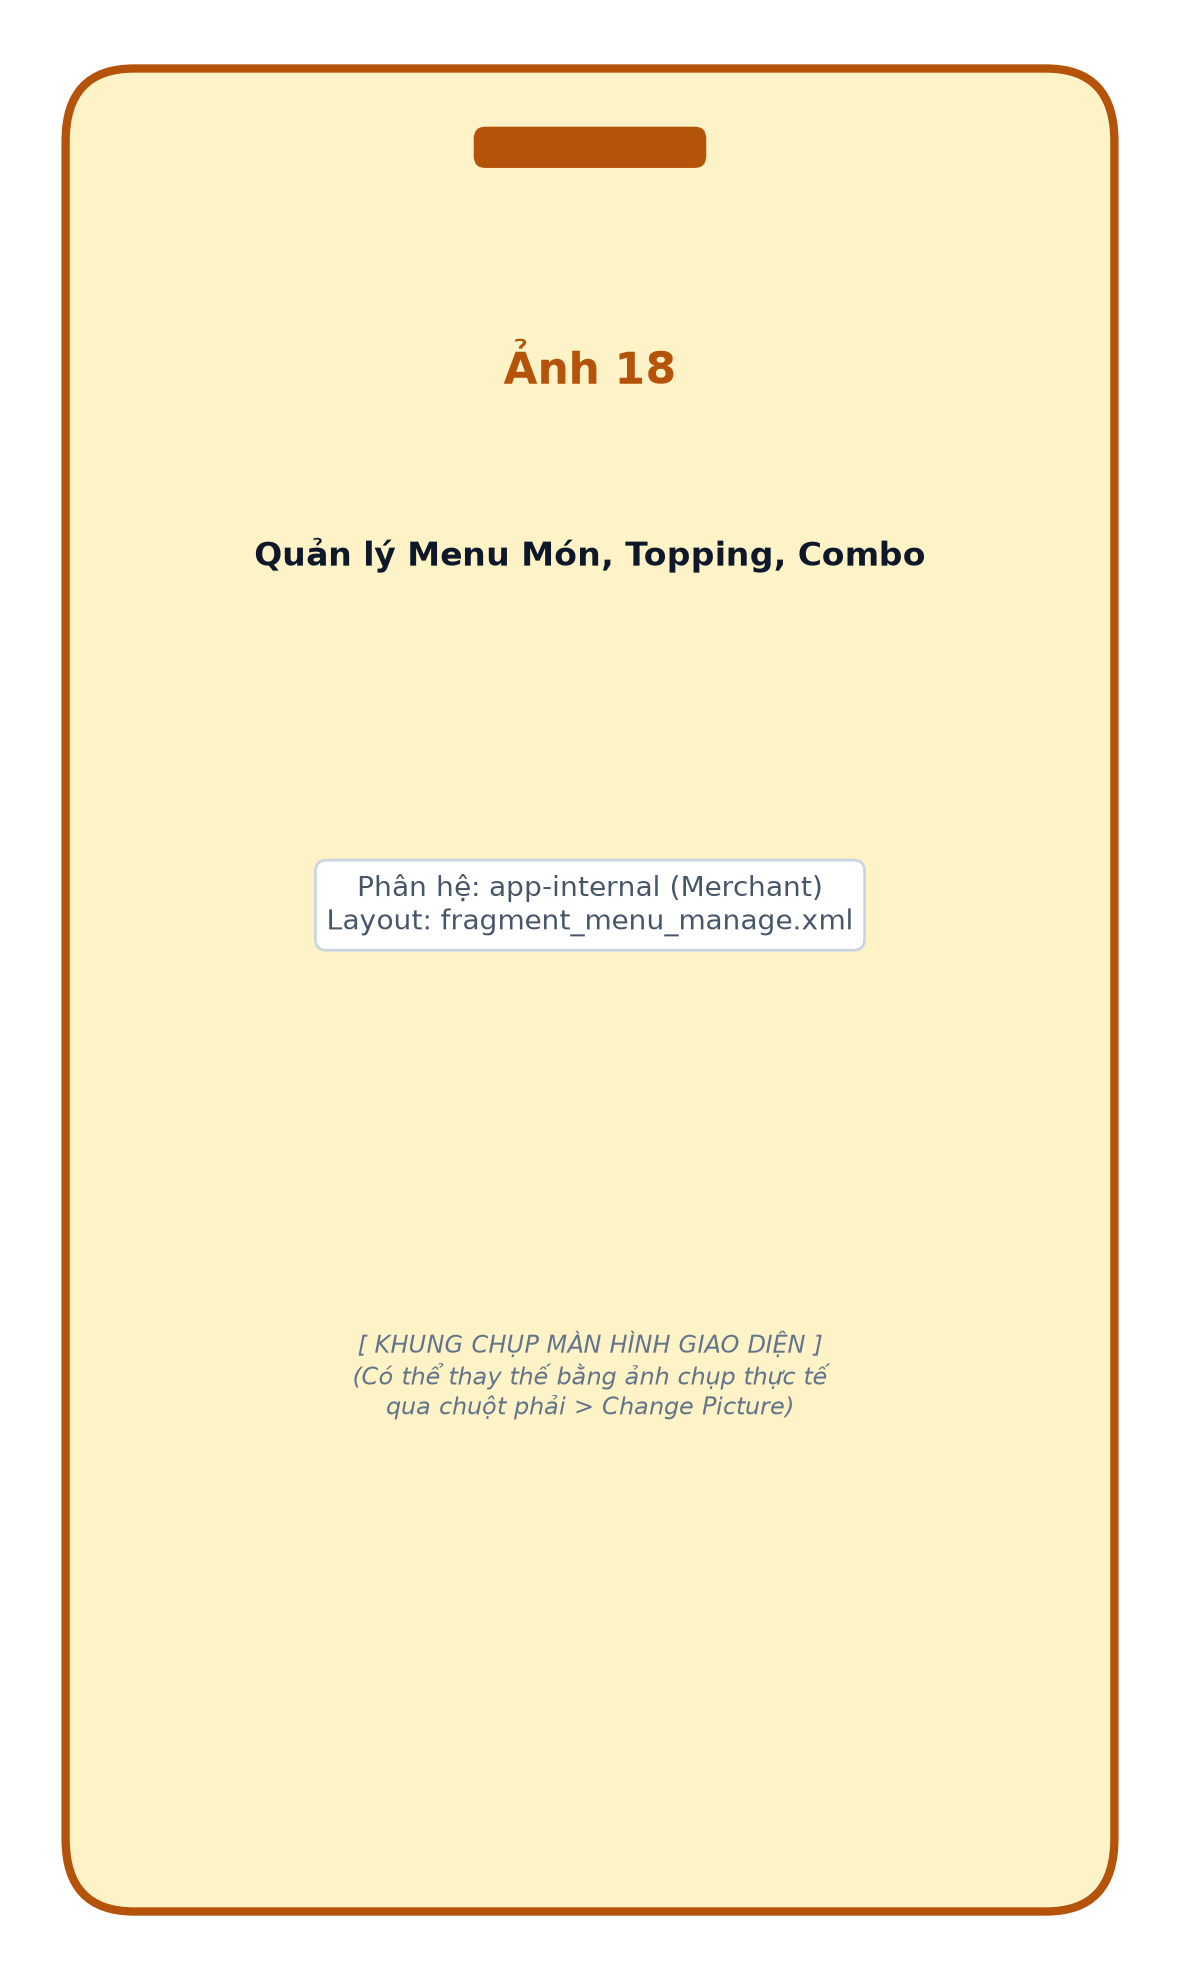 Ảnh 18
Quản lý Menu Món, Topping, Combo
Phân hệ: app-internal (Merchant)
Layout: fragment_menu_manage.xml
[ KHUNG CHỤP MÀN HÌNH GIAO DIỆN ]
(Có thể thay thế bằng ảnh chụp thực tế
qua chuột phải > Change Picture)